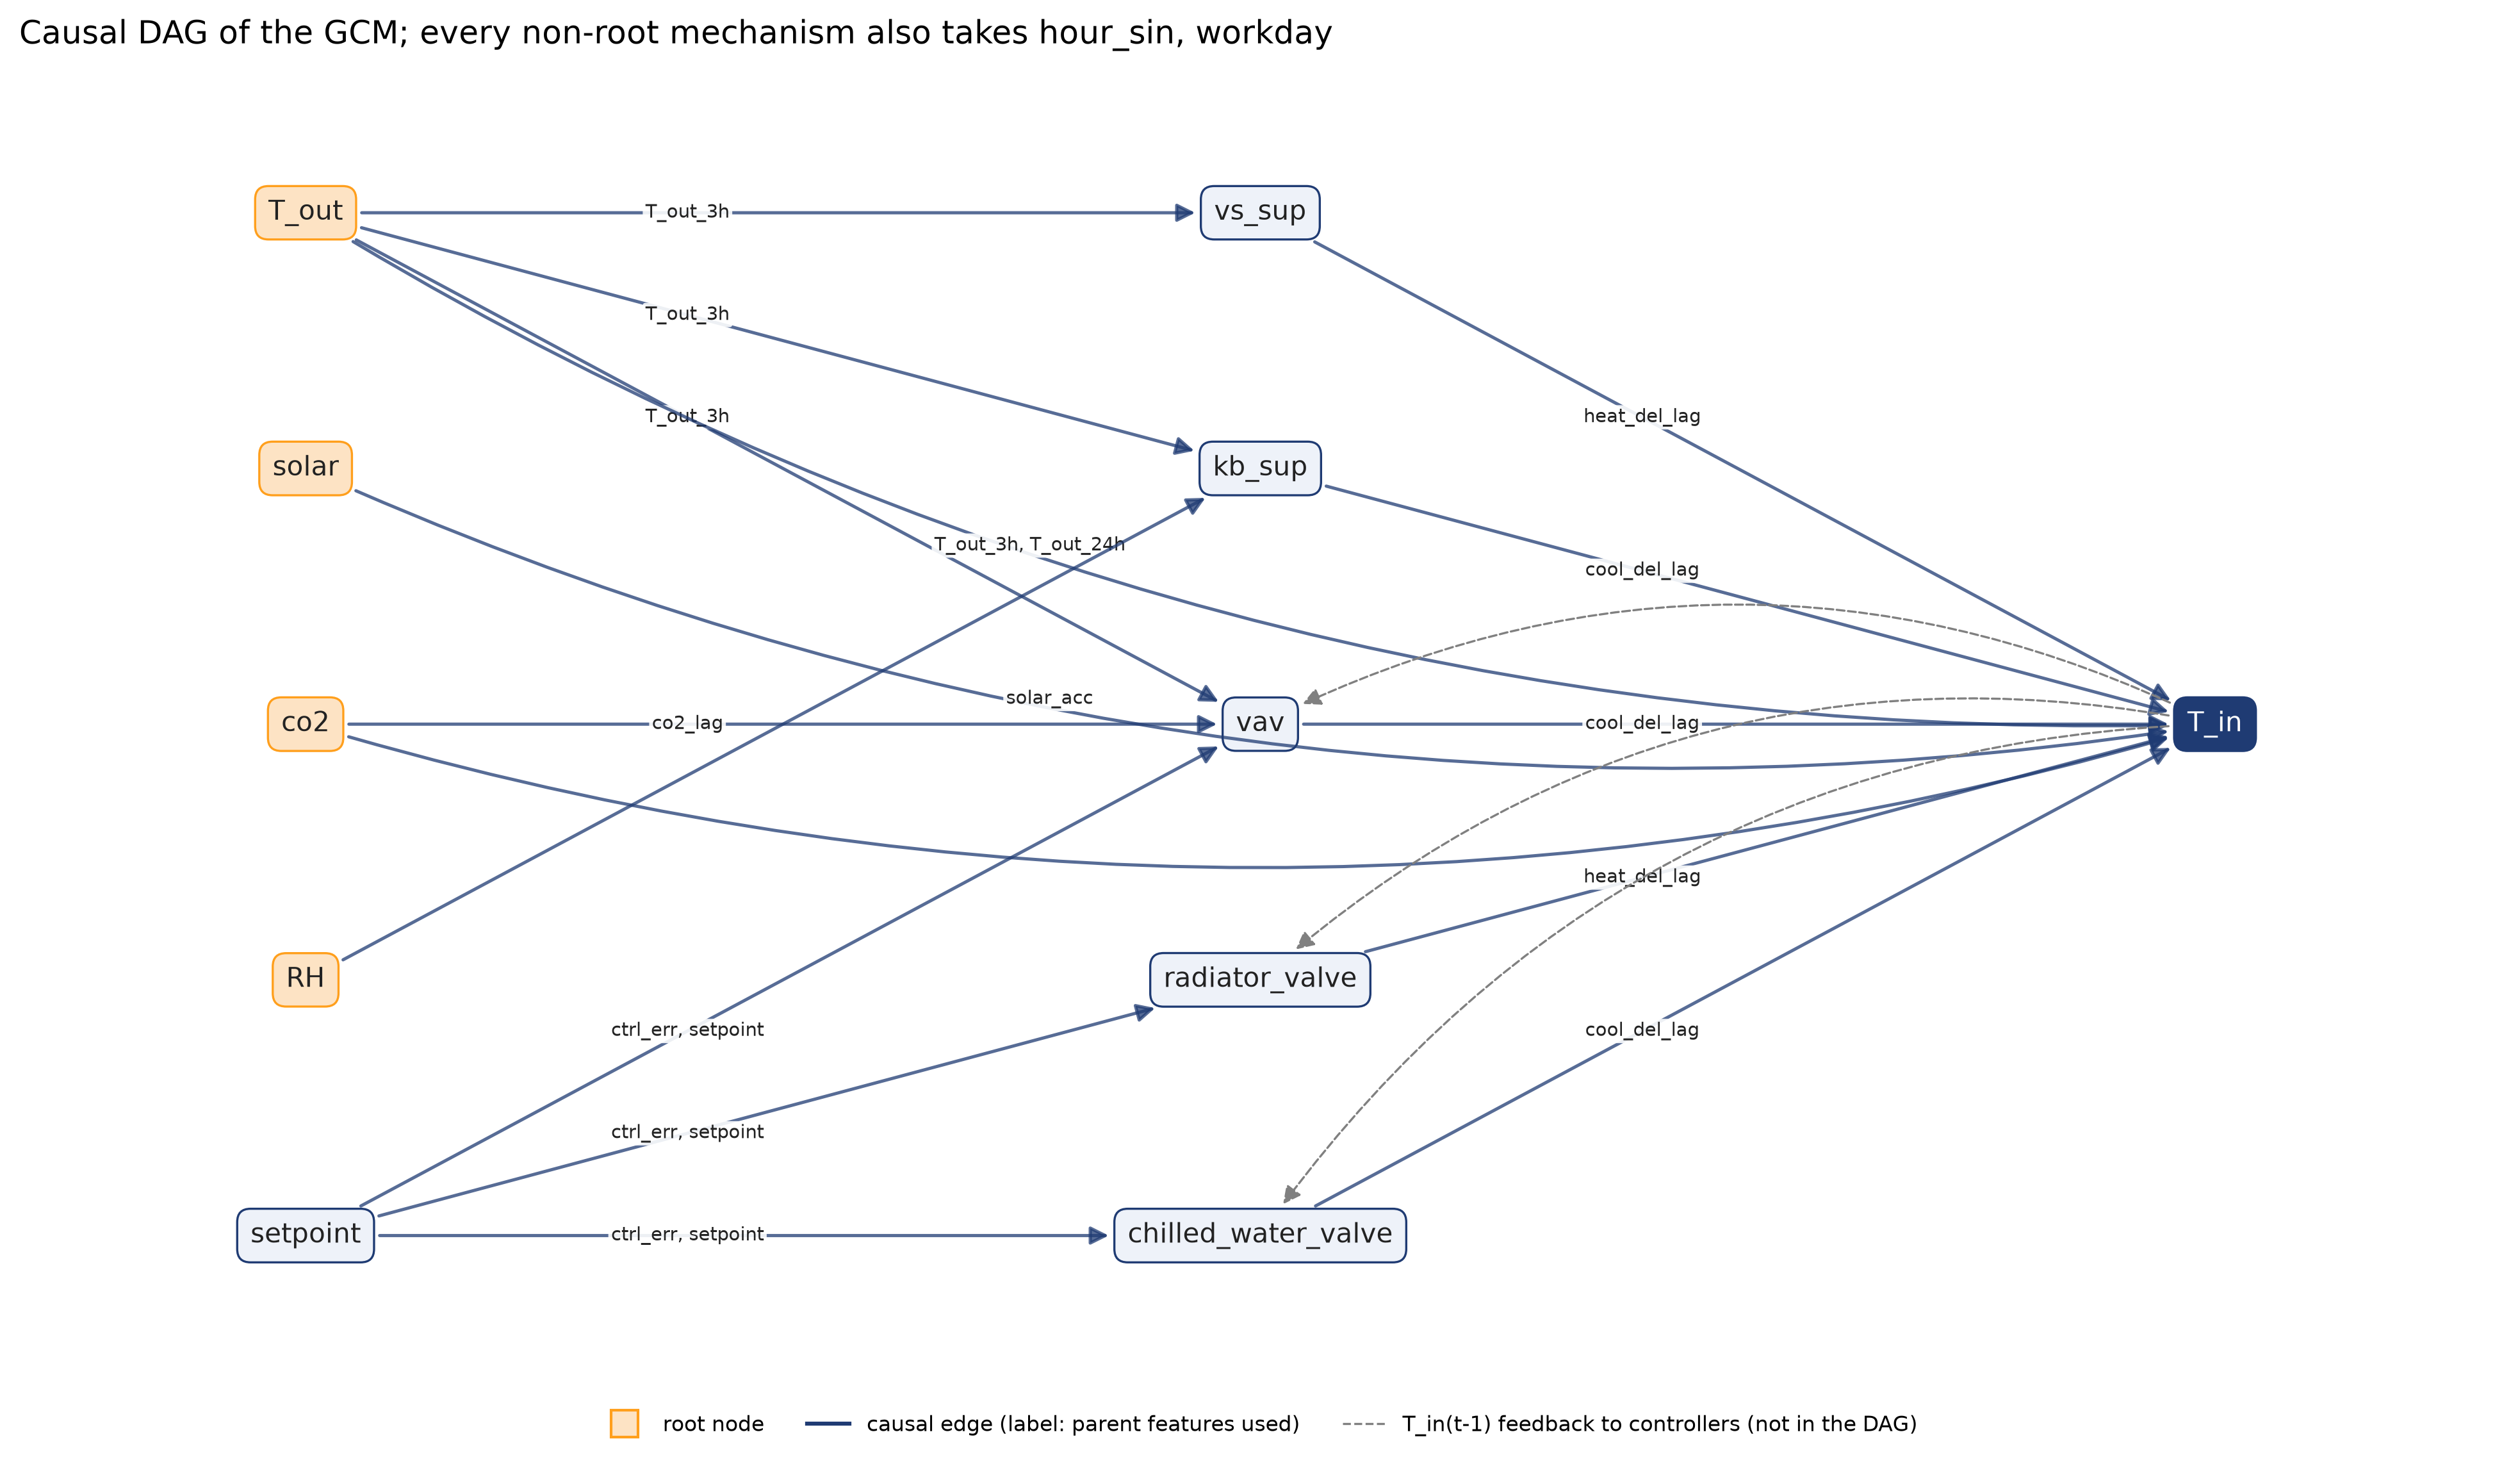 Causal DAG of the GCM; every non-root mechanism also takes hour_sin, workday
T_out
T_out_3h
vs_sup
T_out_3h
T_out_3h
heat_del_lag
solar
kb_sup
T_out_3h, T_out_24h
cool_del_lag
solar_acc
co2
co2_lag
vav
cool_del_lag
T_in
heat_del_lag
RH
radiator_valve
ctrl_err, setpoint
cool_del_lag
ctrl_err, setpoint
setpoint
ctrl_err, setpoint
chilled_water_valve
root node
causal edge (label: parent features used)
T_in(t-1) feedback to controllers (not in the DAG)